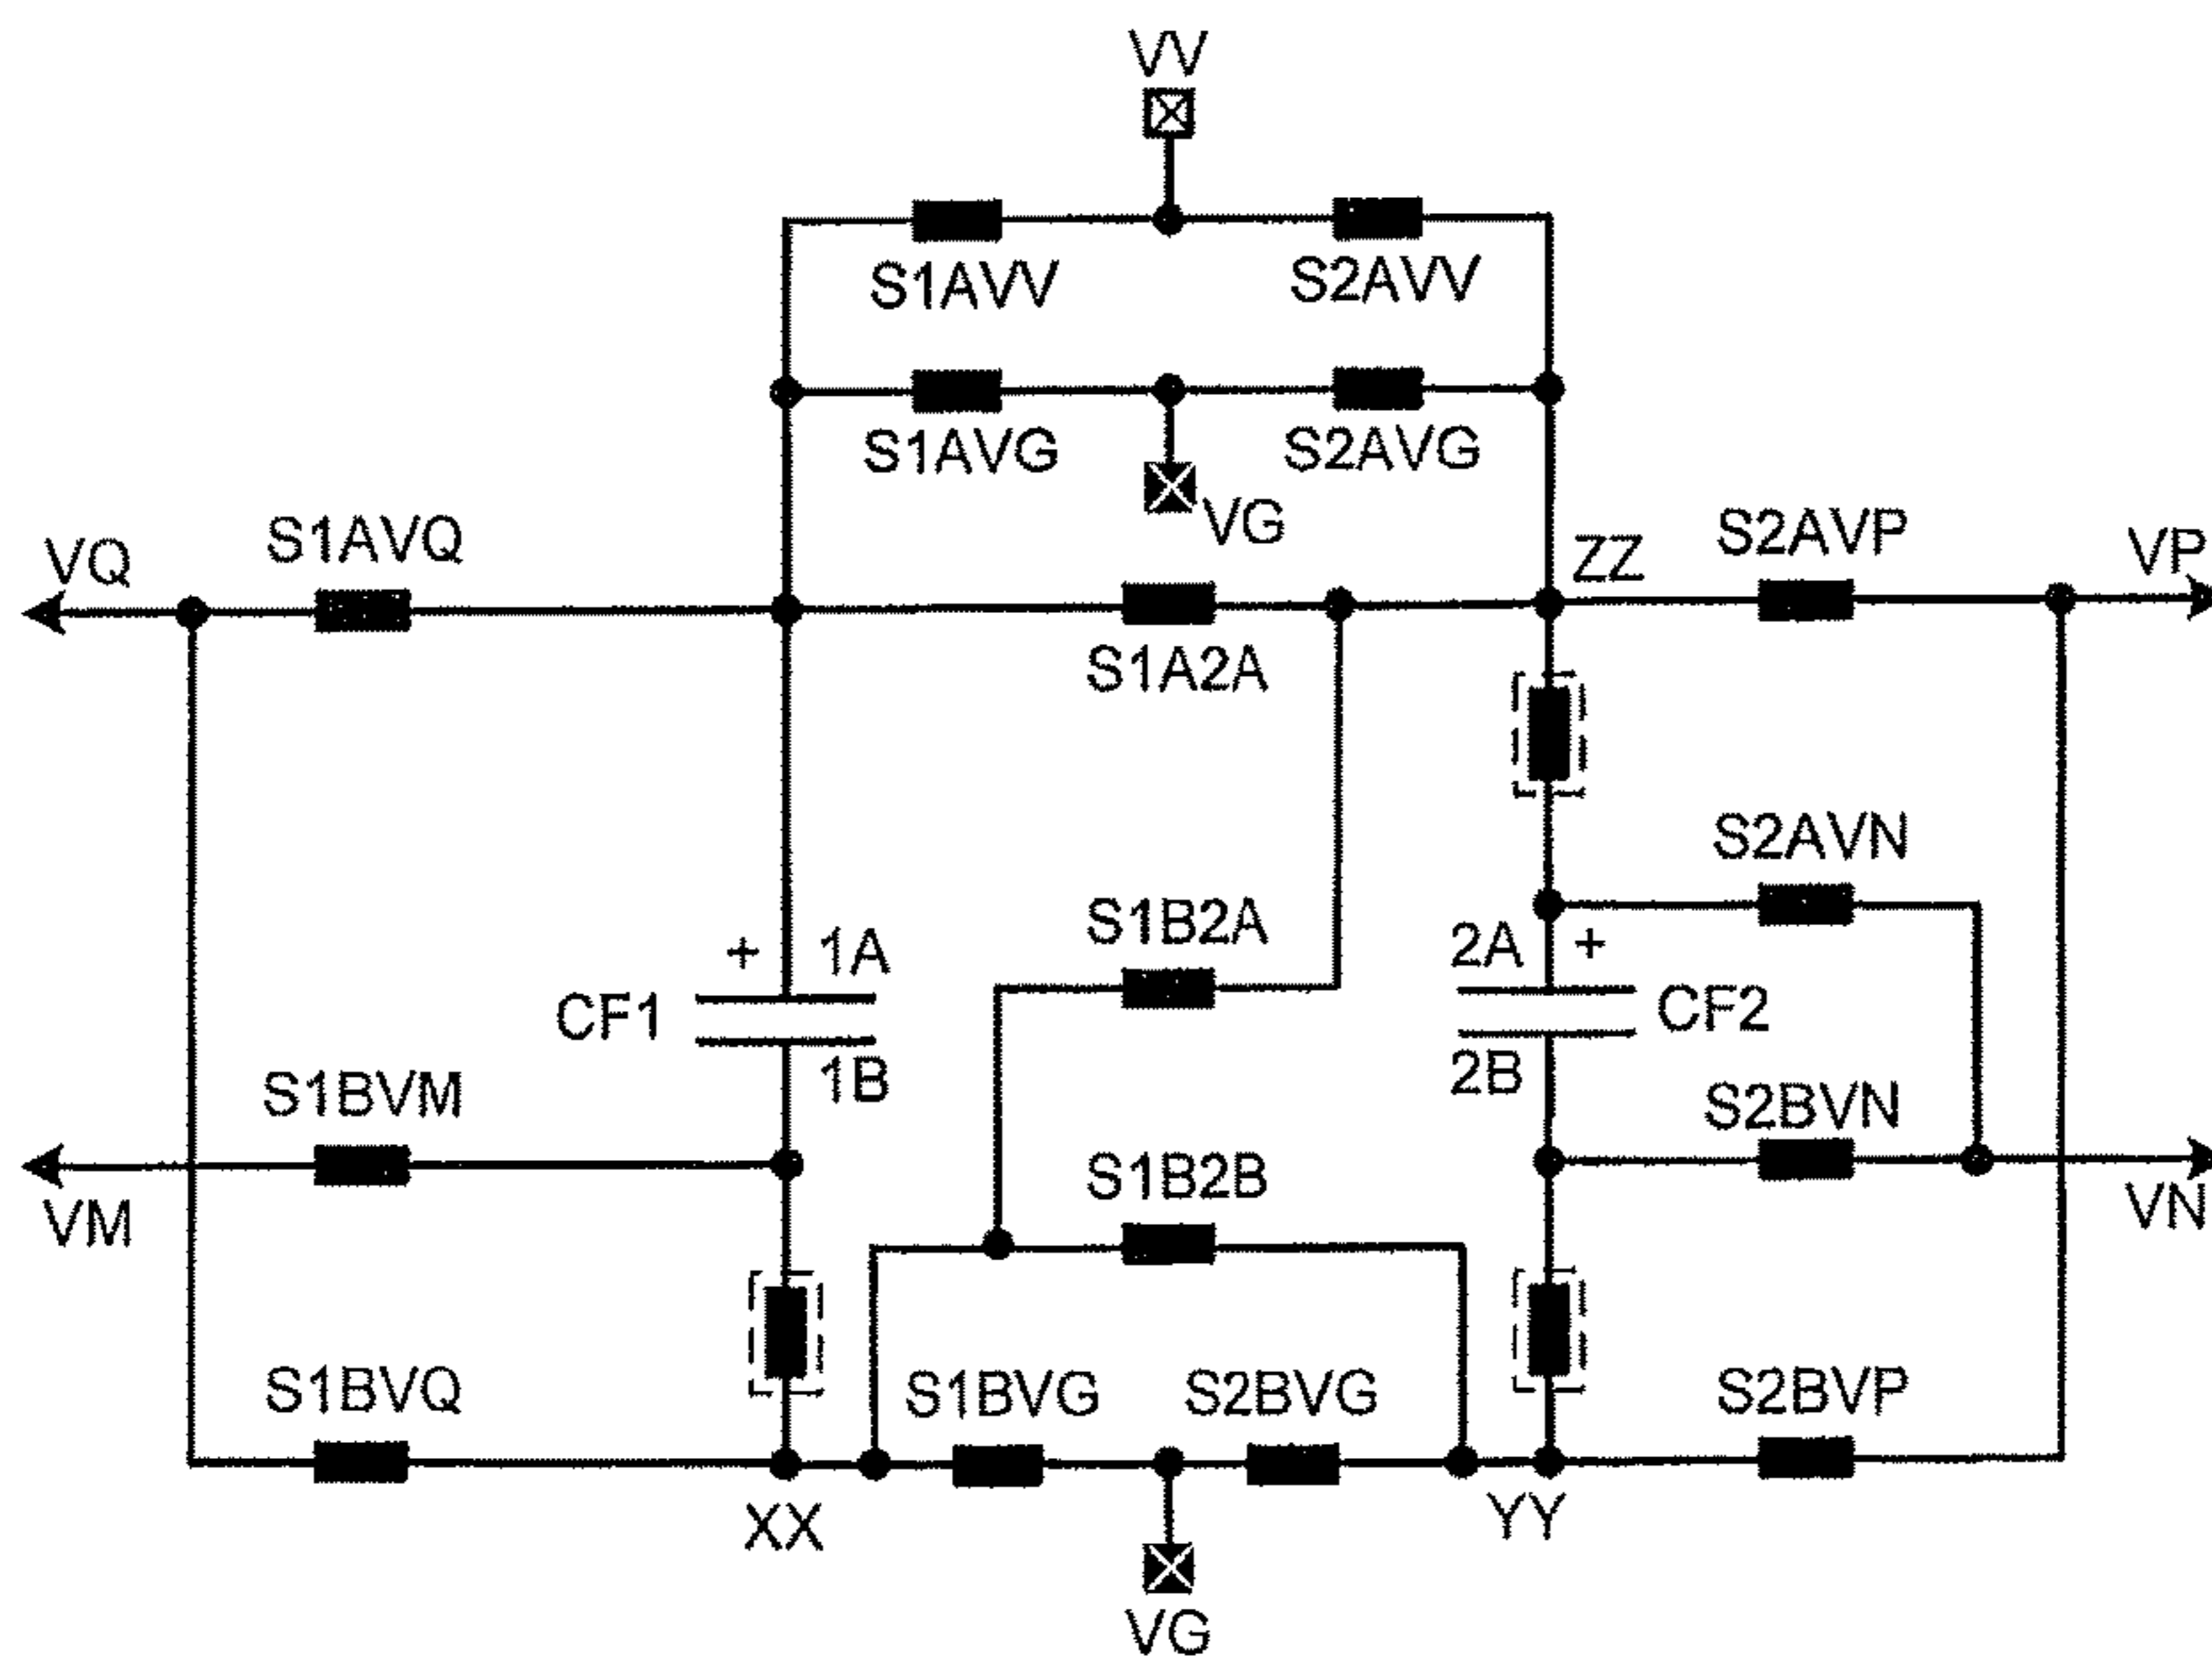 VV
S1AVV
S2AVV
S1AVG
S2AVG
VG
VQ
S1AVQ
ZZ
S2AVP
VP
S1A2A
S2AVN
S1B2A
+
1A
2A
+
CF1
CF2
1B
2B
S1BVM
S2BVN
S1B2B
VM
VN
S1BVQ
S1BVG
S2BVG
S2BVP
XX
YY
VG